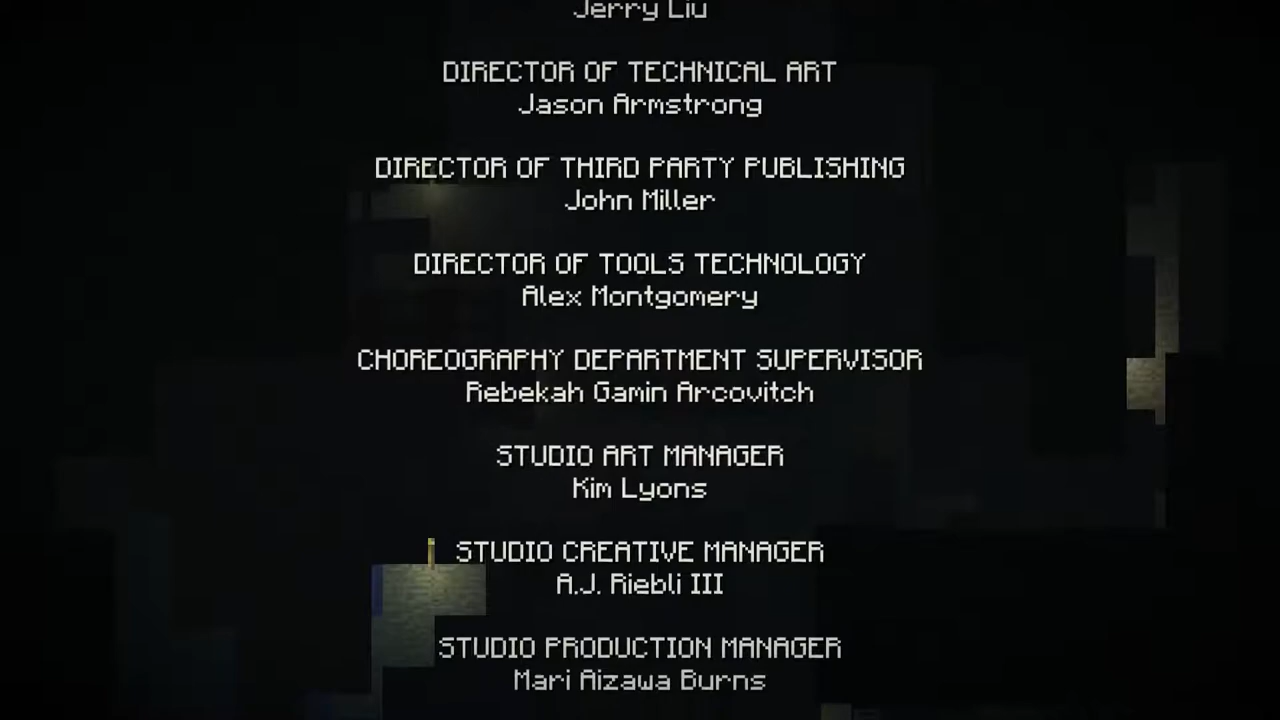 Jerry Liu
DIRECTOR OF TECHNICAL ART
Jason Armstrong
DIRECTOR OF THIRD PARTY PUBLISHING
John Miller
DIRECTOR OF TOOLS TECHNOLOGY
Alex Montgomery
CHOREOGRAPHY DEPARTMENT SUPERVISOR
Rebekah Gamin Arcovitch
STUDIO ART MANAGER
Kim Lyons
STUDIO CREATIVE MANAGER
A.J. Riebli III
STUDIO PRODUCTION MANAGER
Mari Aizawa Burns